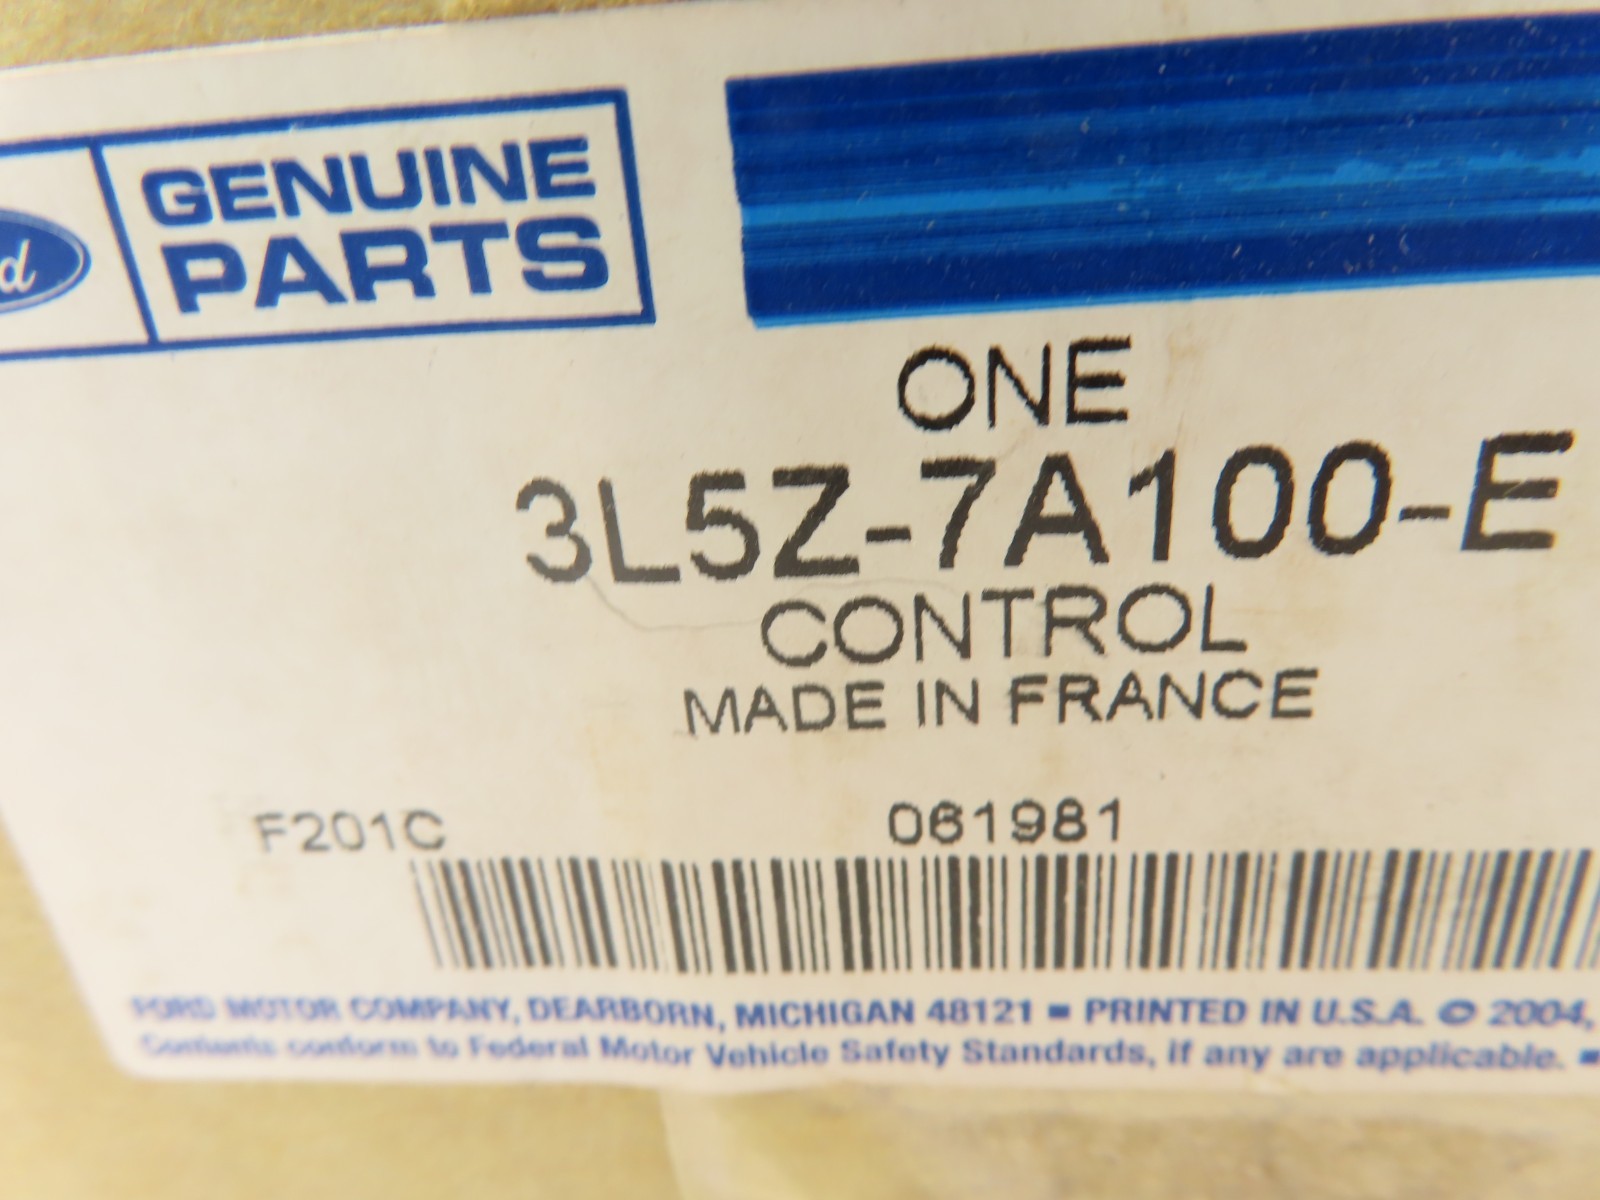 GENUINE
PARTS
ONE
3L5Z-7A100-E
CONTROL
MADE IN FRANCE
F201C 061981
FORD MOTOR COMPANY, DEARBORN, MICHIGAN 48121 ▪ PRINTED IN U.S.A. © 2004,
Contents conform to Federal Motor Vehicle Safety Standards, if any are applicable. ▪